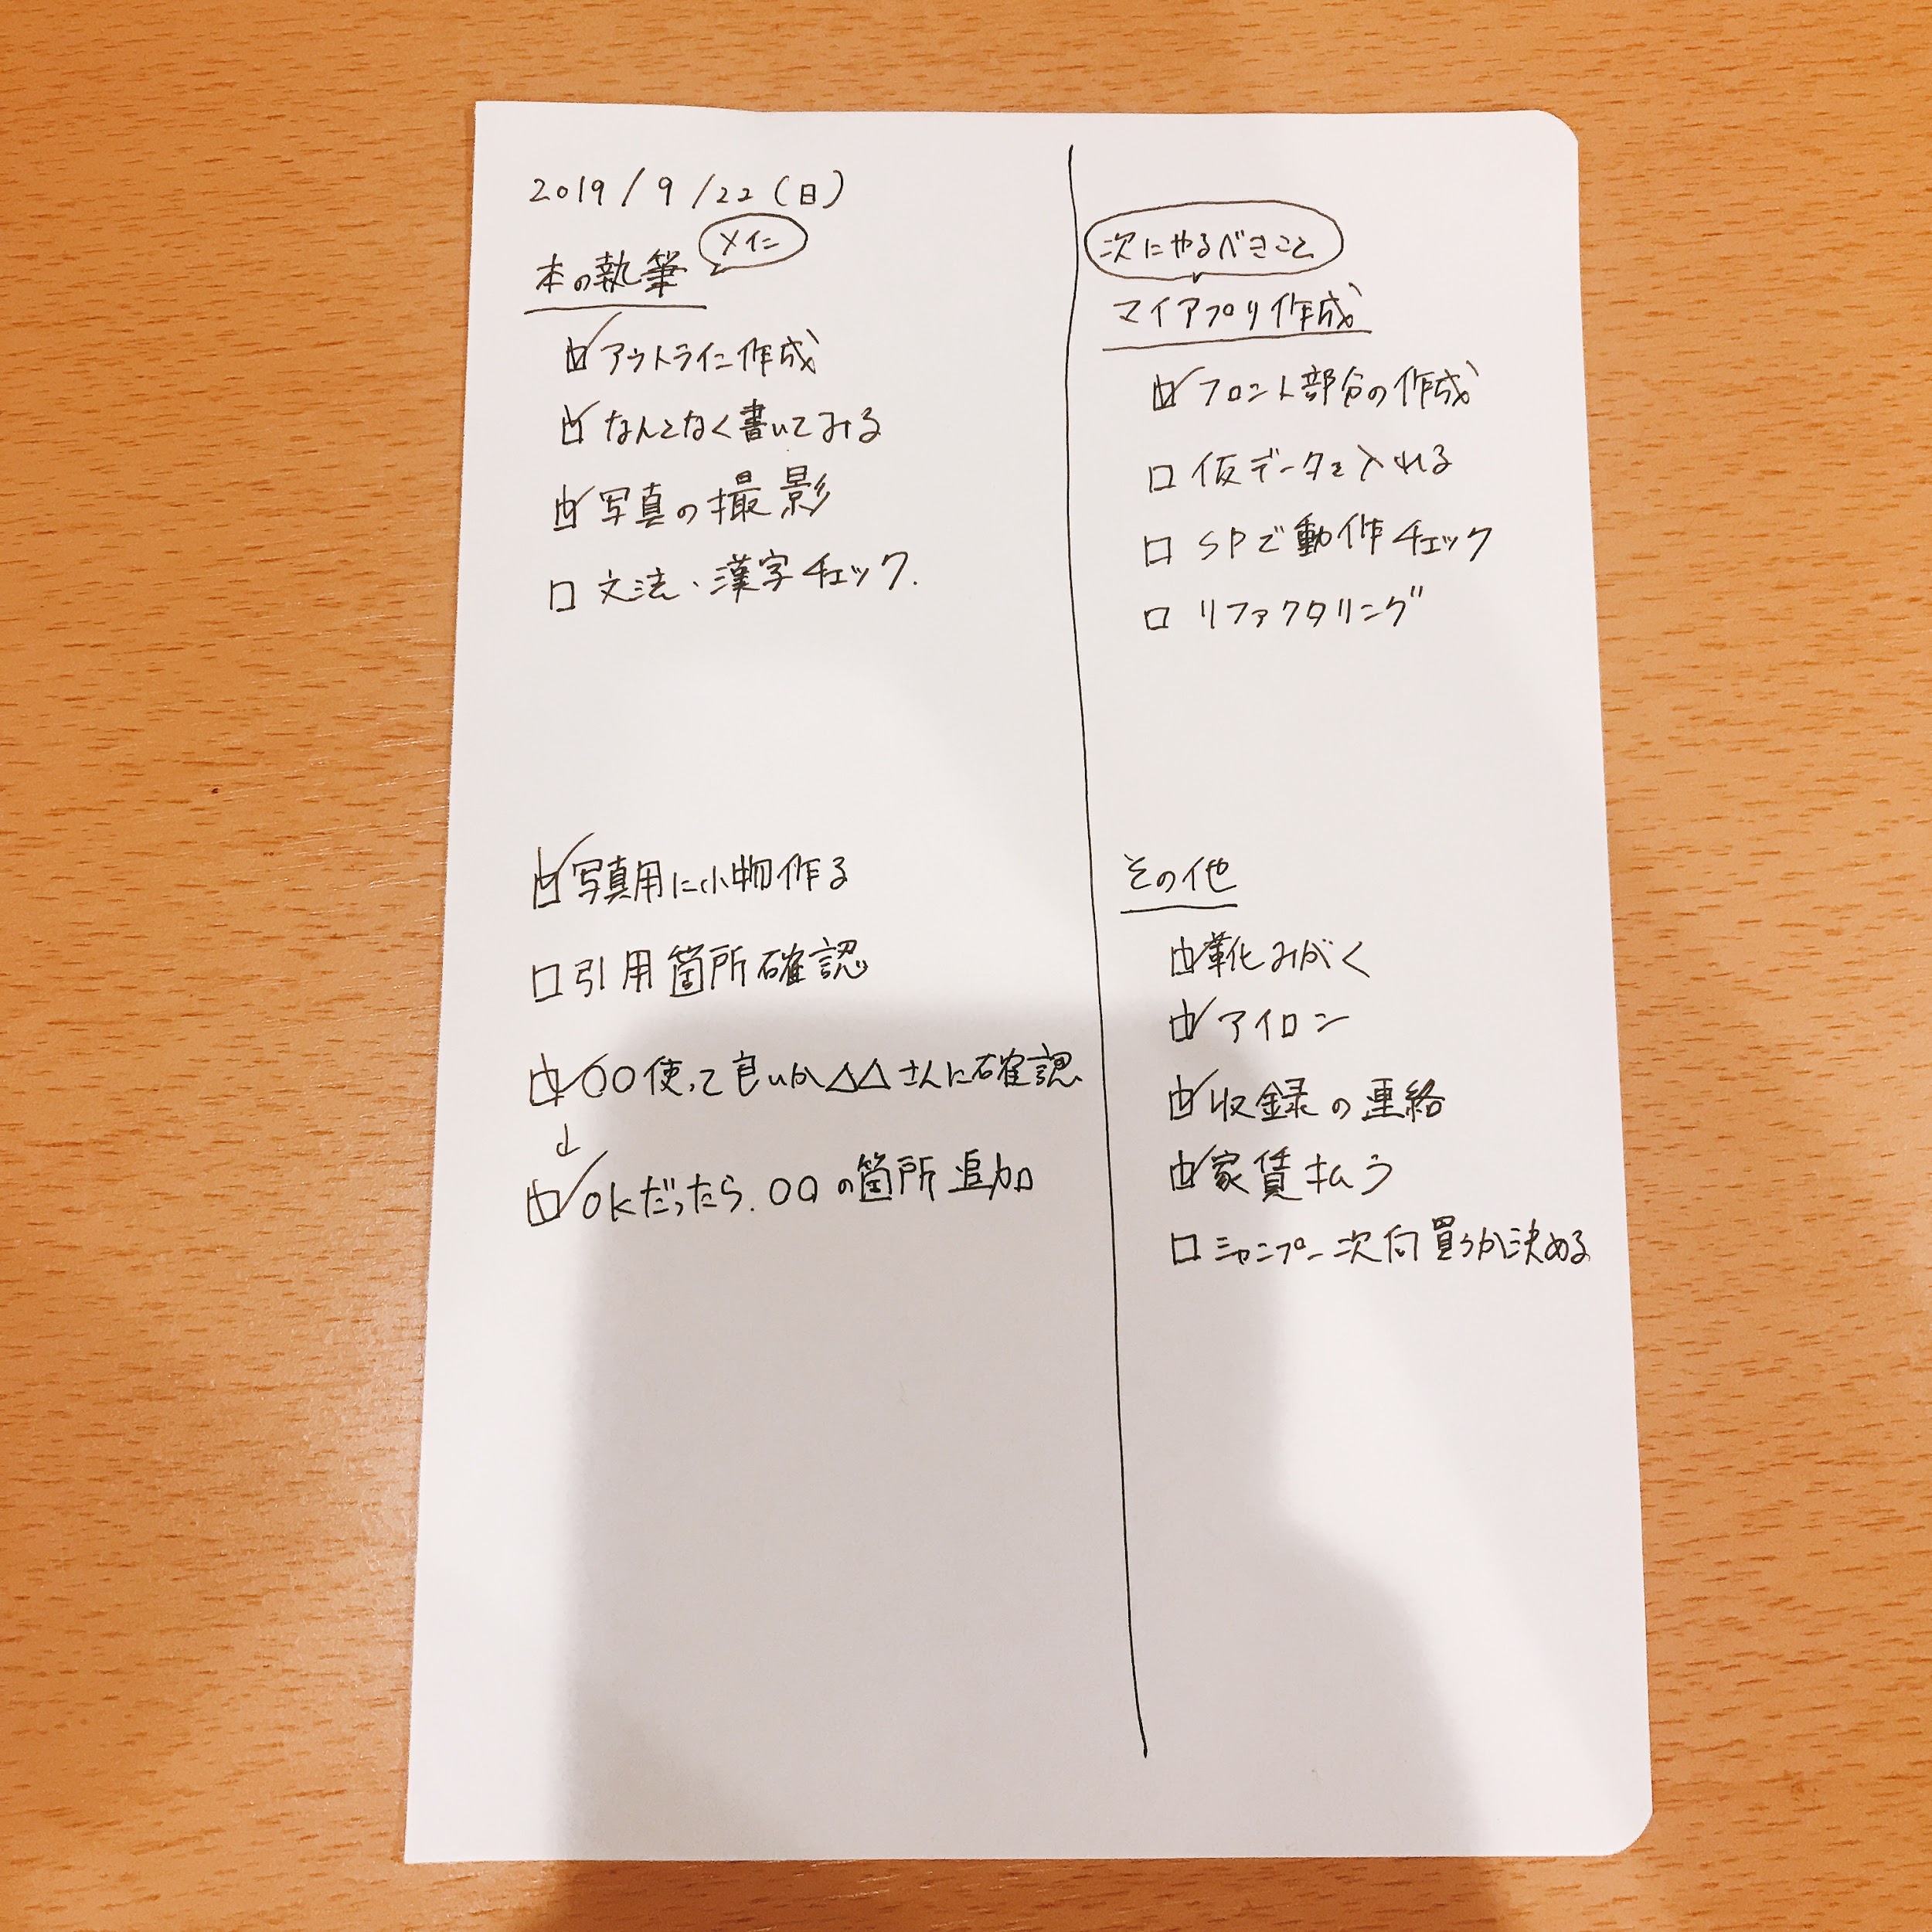 2019/9/22(日)
メイン
本の執筆
☑アウトライン作成
☑なんとなく書いてみる
☑写真の撮影
□文法、漢字チェック.
☑写真用に小物作る
□引用箇所確認
☑○○使って良いか△△さんに確認
↓
☑OKだったら.○○の箇所追加
次にやるべきこと
マイアプリ作成
☑フロント部分の作成
□仮データを入れる
□SPで動作チェック
□リファクタリング
その他
☑靴みがく
☑アイロン
☑収録の連絡
☑家賃払う
□シャンプー次何買うか決める